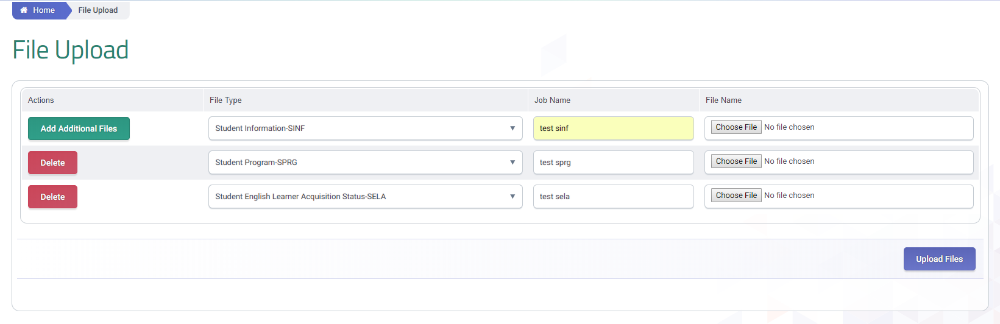 Home File Upload
File Upload
Actions File Type Job Name File Name
Add Additional Files Student Information-SINF test sinf Choose File No file chosen
Delete Student Program-SPRG test sprg Choose File No file chosen
Delete Student English Learner Acquisition Status-SELA test sela Choose File No file chosen
Upload Files